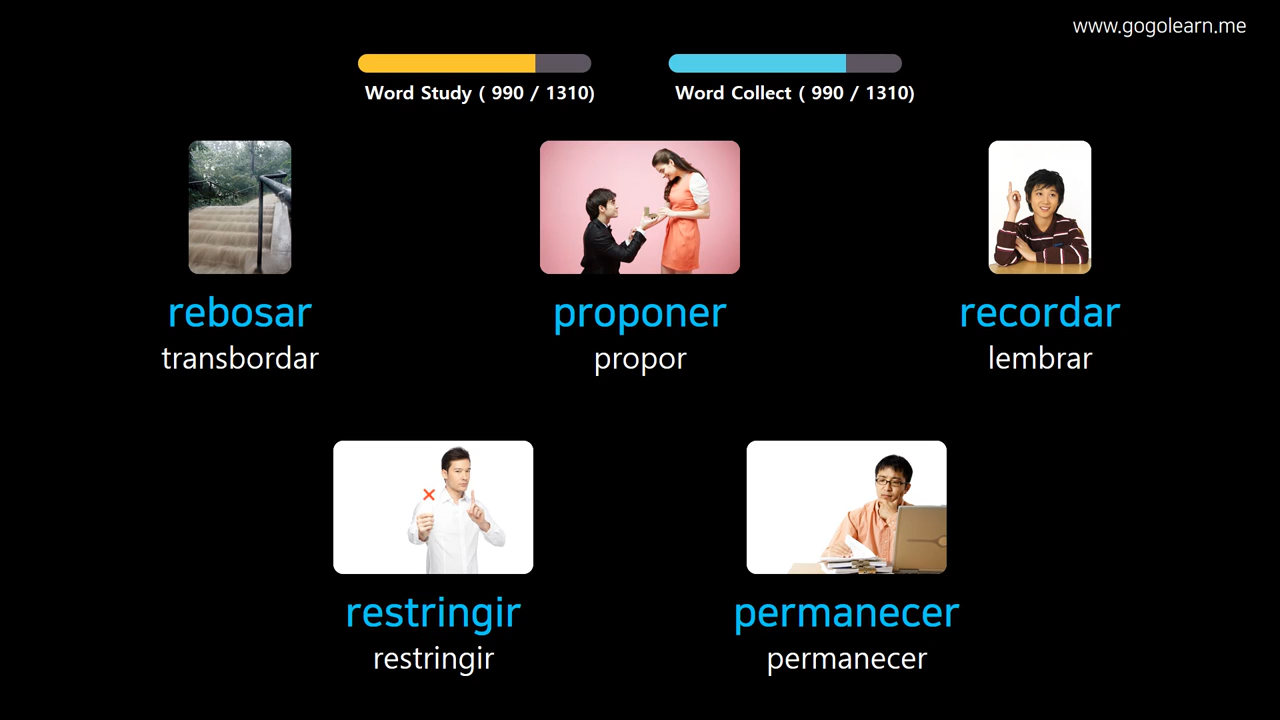 www.gogolearn.me
Word Study ( 990 / 1310)
Word Collect ( 990 / 1310)
rebosar
transbordar
proponer
propor
recordar
lembrar
restringir
restringir
permanecer
permanecer